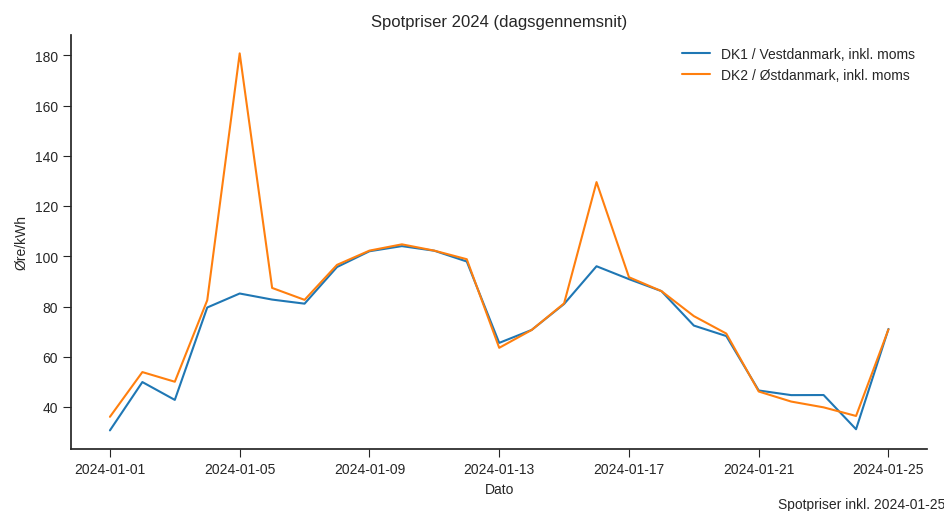 Spotpriser 2024 (dagsgennemsnit)
DK1 / Vestdanmark, inkl. moms
DK2 / Østdanmark, inkl. moms
180
160
140
120
100
80
60
40
Øre/kWh
2024-01-01 2024-01-05 2024-01-09 2024-01-13 2024-01-17 2024-01-21 2024-01-25
Dato
Spotpriser inkl. 2024-01-25